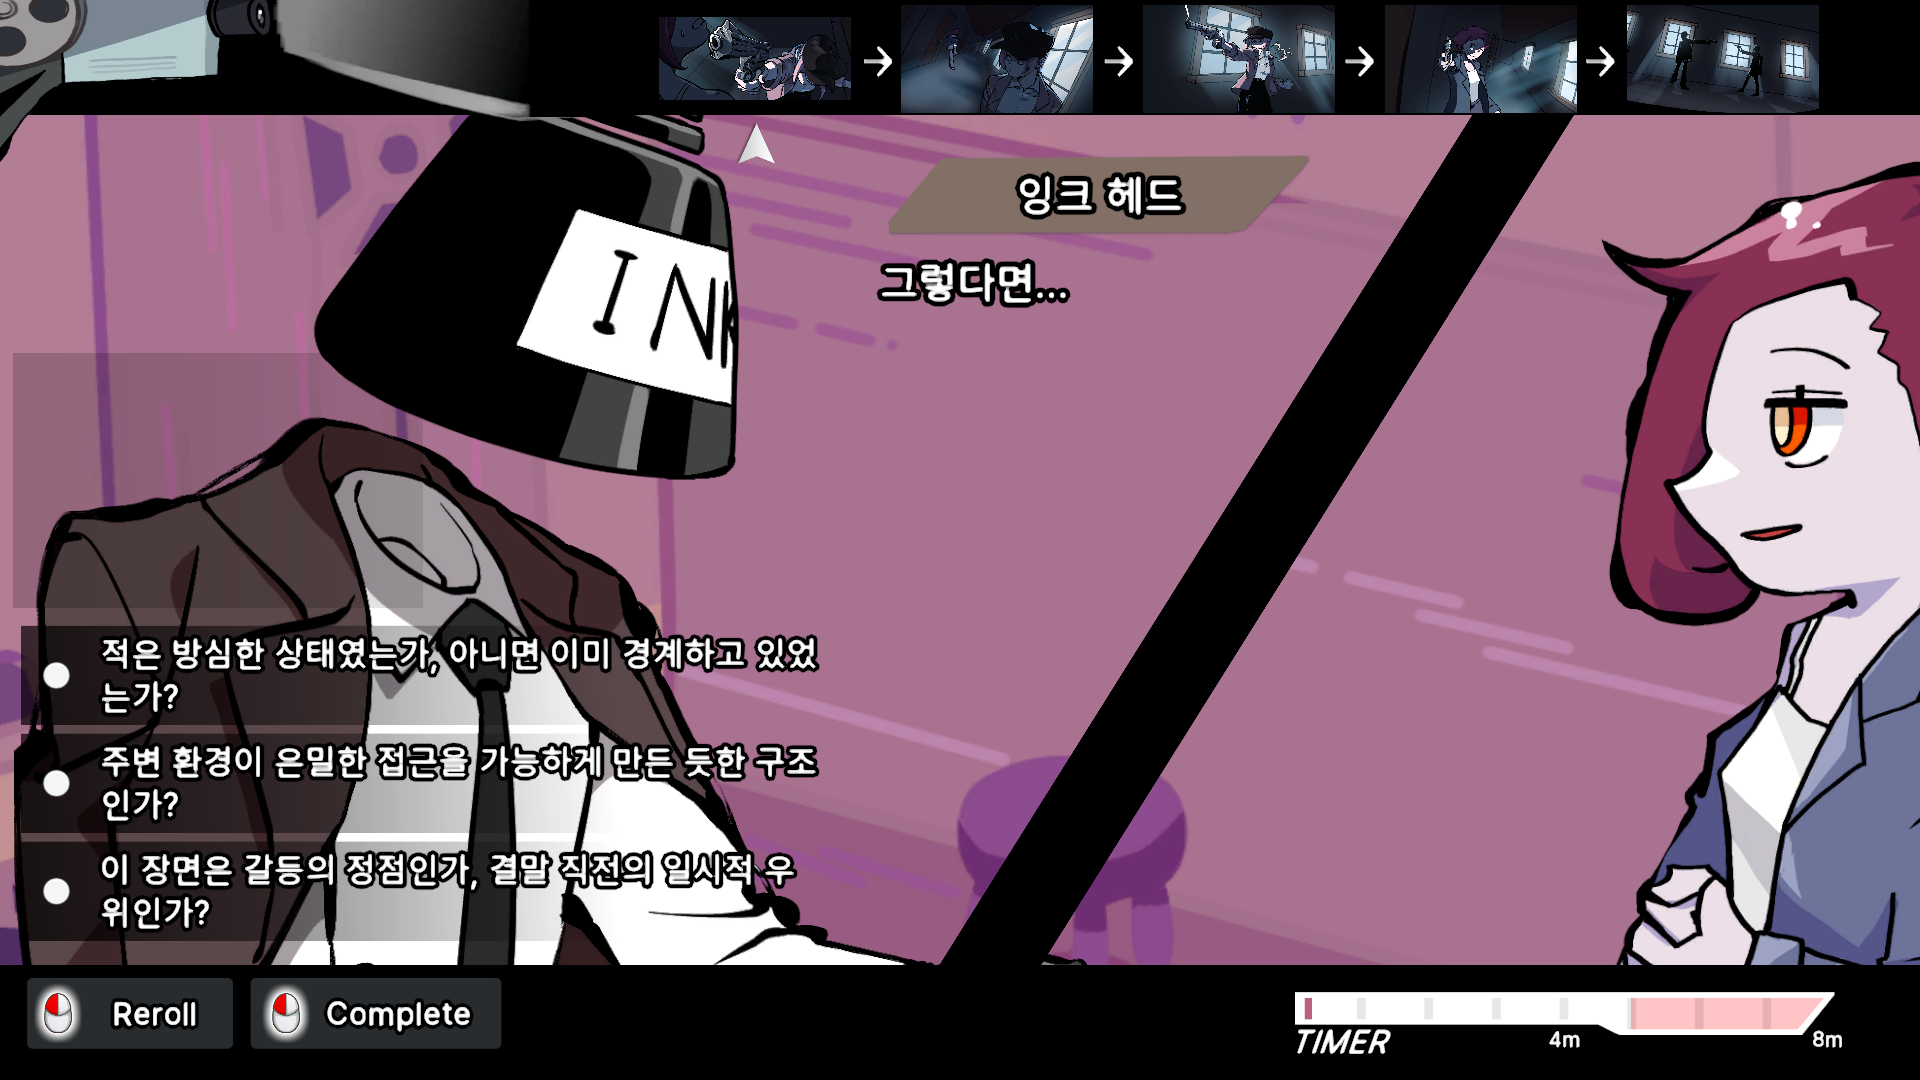 잉크 헤드
그렇다면...
INK
적은 방심한 상태였는가, 아니면 이미 경계하고 있었
는가?
주변 환경이 은밀한 접근을 가능하게 만든 듯한 구조
인가?
이 장면은 갈등의 정점인가, 결말 직전의 일시적 우
위인가?
Reroll
Complete
TIMER
4m
8m